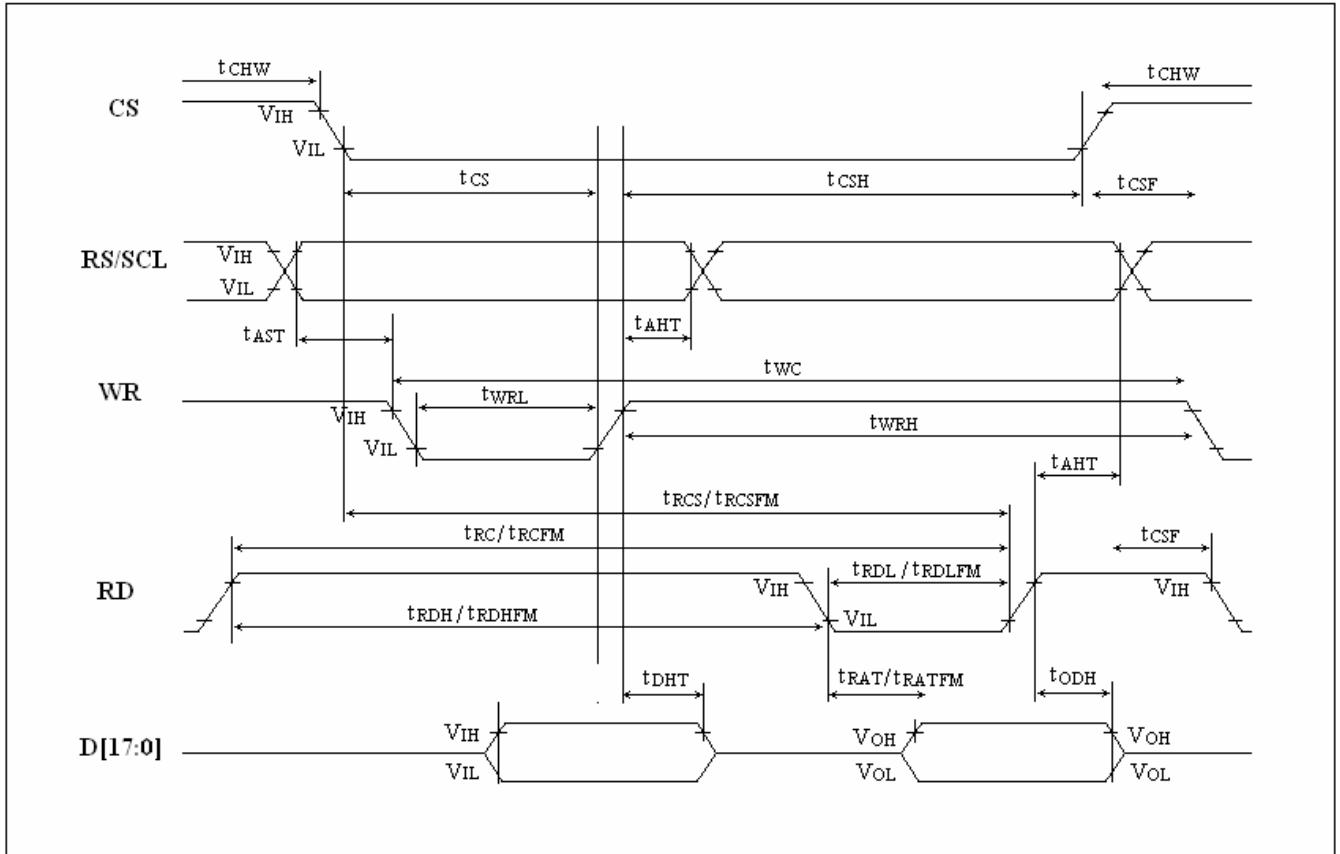 tCHW
tCHW
CS
VIH
VIL
tCS
tCSH
tCSF
RS/SCL
VIH
VIL
tAST
tAHT
WR
tWC
VIH
tWRL
VIL
tWRH
tAHT
tRCS/tRCSFM
tRC/tRCFM
tCSF
RD
tRDL/tRDLFM
VIH
VIH
tRDH/tRDHFM
VIL
tDHT
tRAT/tRATFM
tODH
D[17:0]
VIH
VIL
VOH
VOL
VOH
VOL